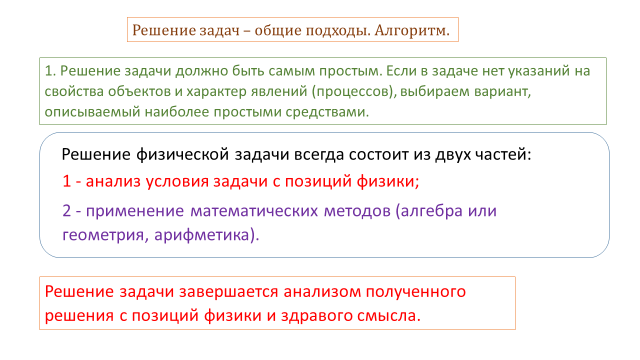 Решение задач – общие подходы. Алгоритм.
1. Решение задачи должно быть самым простым. Если в задаче нет указаний на
свойства объектов и характер явлений (процессов), выбираем вариант,
описываемый наиболее простыми средствами.
Решение физической задачи всегда состоит из двух частей:
1 - анализ условия задачи с позиций физики;
2 - применение математических методов (алгебра или
геометрия, арифметика).
Решение задачи завершается анализом полученного
решения с позиций физики и здравого смысла.